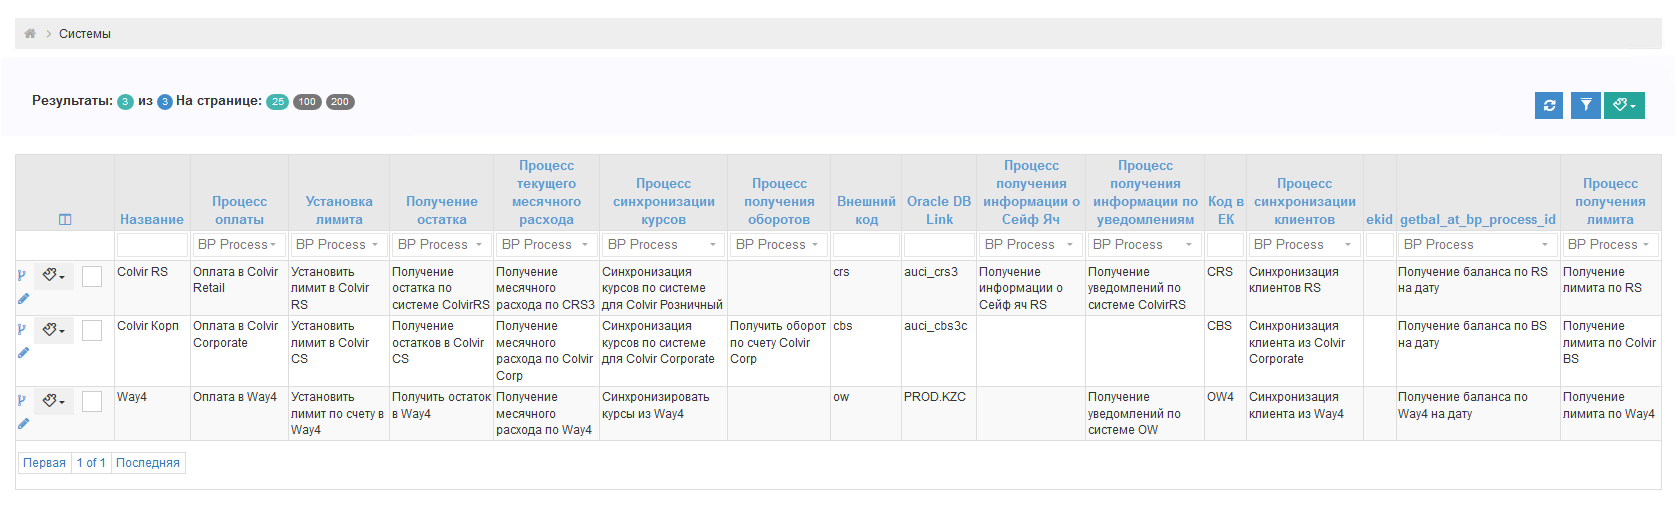 Системы
Результаты: 3 из 3 На странице: 25 100 200
Название
Процесс
оплаты
Установка
лимита
Получение
остатка
Процесс
текущего
месячного
расхода
Процесс
синхронизации
курсов
Процесс
получения
оборотов
Внешний
код
Oracle DB
Link
Процесс
получения
информации о
Сейф Яч
Процесс
получения
информации по
уведомлениям
Код в
ЕК
Процесс
синхронизации
клиентов
ekid
getbal_at_bp_process_id
Процесс
получения
лимита
BP Process BP Process BP Process BP Process BP Process BP Process BP Process BP Process BP Process BP Process BP Process
Colvir RS
Оплата в Colvir
Retail
Установить
лимит в Colvir
RS
Получение
остатка по
системе ColvirRS
Получение
месячного
расхода по CRS3
Синхронизация
курсов по системе
для Colvir Розничный
crs
auci_crs3
Получение
информации о
Сейф яч RS
Получение
уведомлений по
системе ColvirRS
CRS
Синхронизация
клиентов RS
Получение баланса по RS
на дату
Получение
лимита по RS
Colvir Корп
Оплата в Colvir
Corporate
Установить
лимит в Colvir
CS
Получение
остатков в Colvir
CS
Получение
месячного
расхода по Colvir
Corp
Синхронизация
курсов по системе
для Colvir Corporate
Получить оборот
по счету Colvir
Corp
cbs
auci_cbs3c
CBS
Синхронизация
клиента из Colvir
Corporate
Получение баланса по BS
на дату
Получение
лимита по Colvir
BS
Way4
Оплата в Way4
Установить
лимит по счету в
Way4
Получить остаток
в Way4
Получение
месячного
расхода по Way4
Синхронизировать
курсы из Way4
ow
PROD.KZC
Получение
уведомлений по
системе OW
OW4
Синхронизация
клиента из Way4
Получение баланса по
Way4 на дату
Получение
лимита по Way4
Первая 1 of 1 Последняя